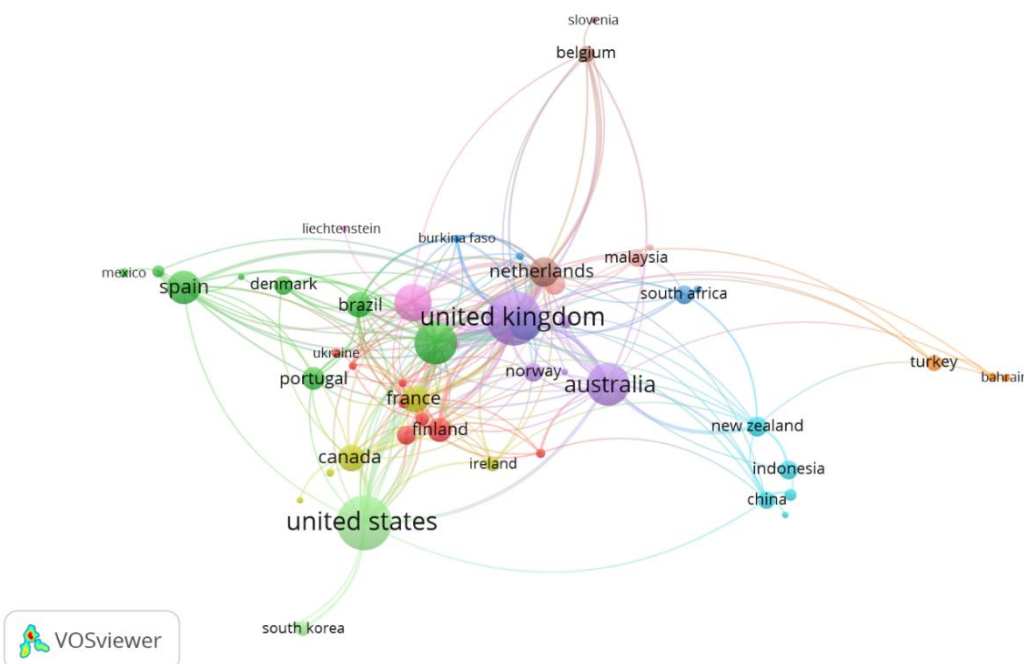 slovenia
belgium
liechtenstein
burkina faso
netherlands
malaysia
mexico
spain
denmark
brazil
south africa
united kingdom
ukraine
portugal
norway
australia
turkey
bahrain
france
finland
new zealand
canada
ireland
indonesia
china
united states
south korea
VOSviewer